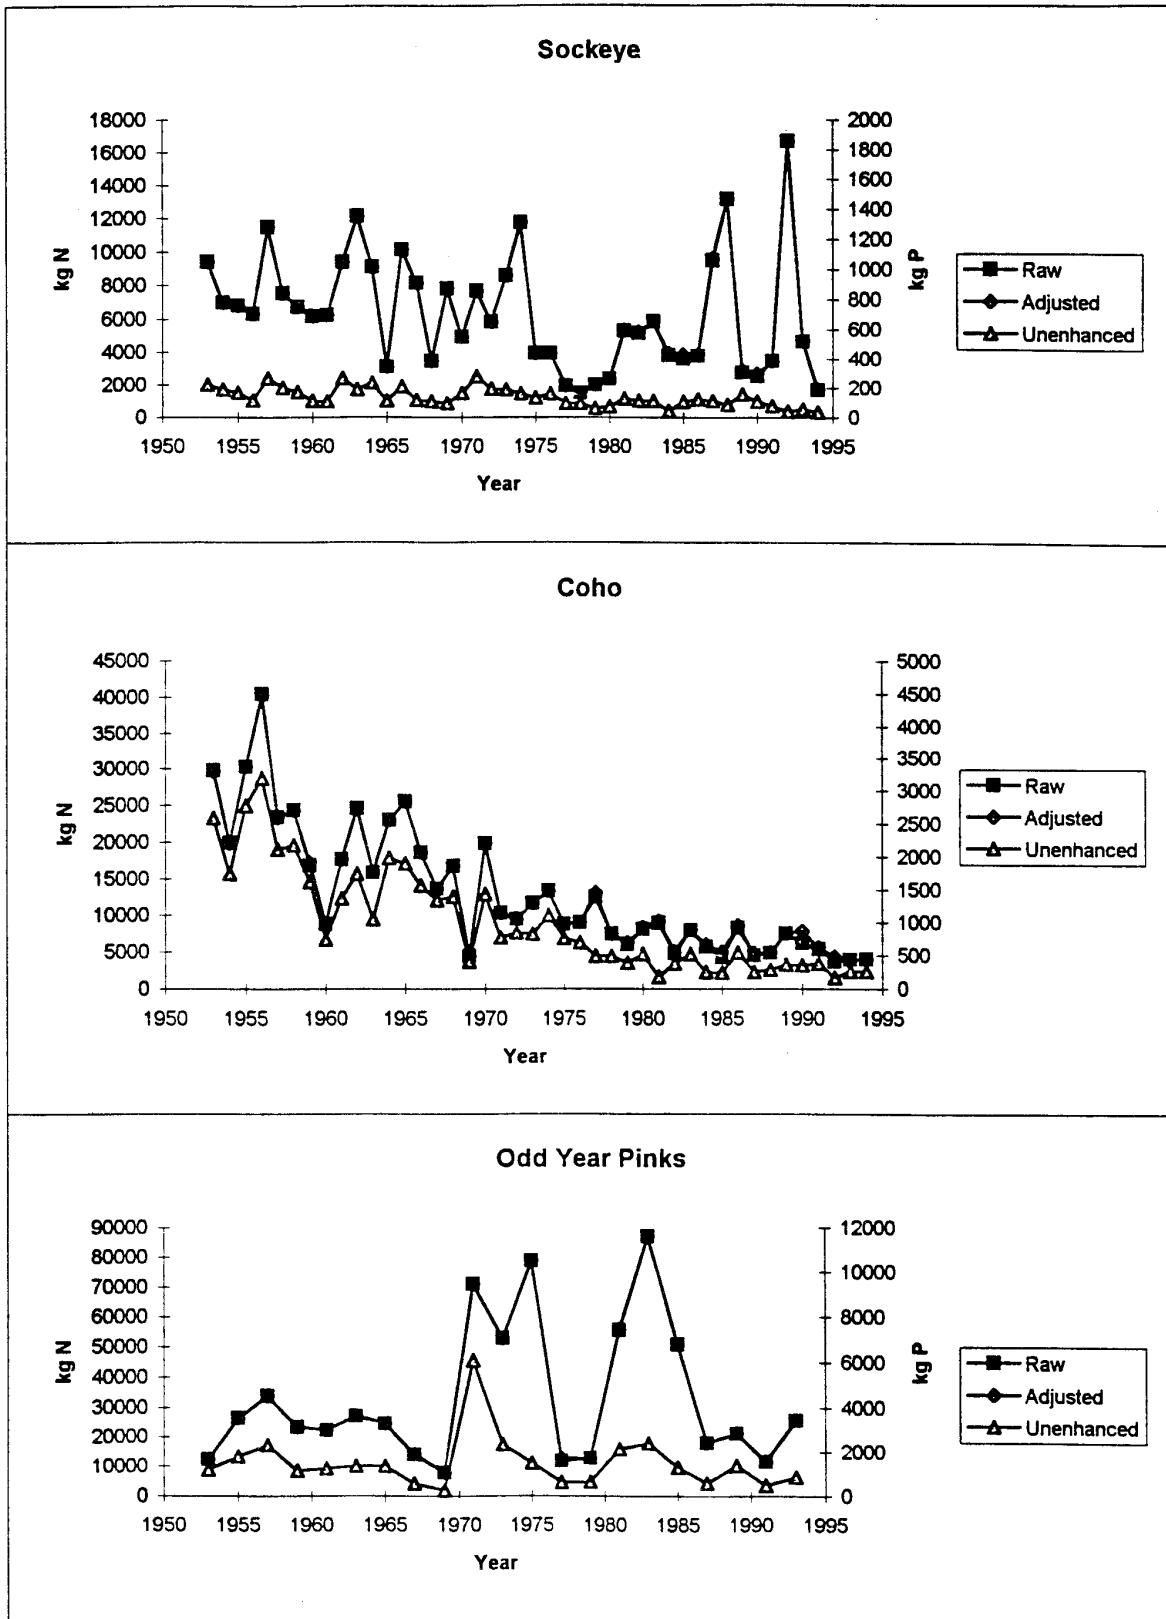 Sockeye
18000
16000
14000
12000
10000
8000
6000
4000
2000
0
kg N
2000
1800
1600
1400
1200
1000
800
600
400
200
0
kg P
1950 1955 1960 1965 1970 1975 1980 1985 1990 1995
Year
Raw
Adjusted
Unenhanced
Coho
45000
40000
35000
30000
25000
20000
15000
10000
5000
0
kg N
5000
4500
4000
3500
3000
2500
2000
1500
1000
500
0
1950 1955 1960 1965 1970 1975 1980 1985 1990 1995
Year
Raw
Adjusted
Unenhanced
Odd Year Pinks
90000
80000
70000
60000
50000
40000
30000
20000
10000
0
kg N
12000
10000
8000
6000
4000
2000
0
kg P
1950 1955 1960 1965 1970 1975 1980 1985 1990 1995
Year
Raw
Adjusted
Unenhanced